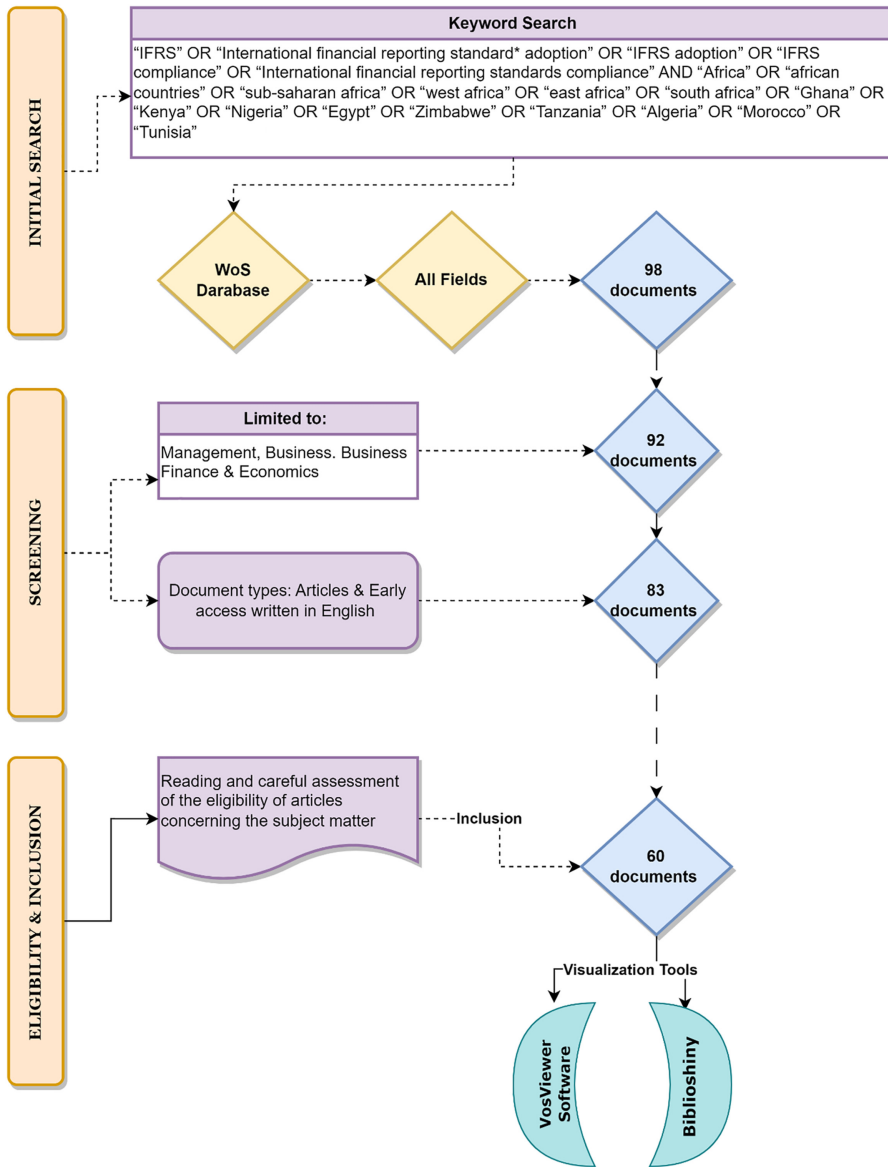 Keyword Search
“IFRS” OR “International financial reporting standard* adoption” OR “IFRS adoption” OR “IFRS
compliance” OR “International financial reporting standards compliance” AND “Africa” OR “african
countries” OR “sub-saharan africa” OR “west africa” OR “east africa” OR “south africa” OR “Ghana” OR
“Kenya” OR “Nigeria” OR “Egypt” OR “Zimbabwe” OR “Tanzania” OR “Algeria” OR “Morocco” OR
“Tunisia”
INITIAL SEARCH
WoS
Darabase
All Fields
98
documents
SCREENING
Limited to:
Management, Business. Business
Finance & Economics
92
documents
Document types: Articles & Early
access written in English
83
documents
ELIGIBILITY & INCLUSION
Reading and careful assessment
of the eligibility of articles
concerning the subject matter
Inclusion
60
documents
Visualization Tools
VosViewer
Software
Biblioshiny